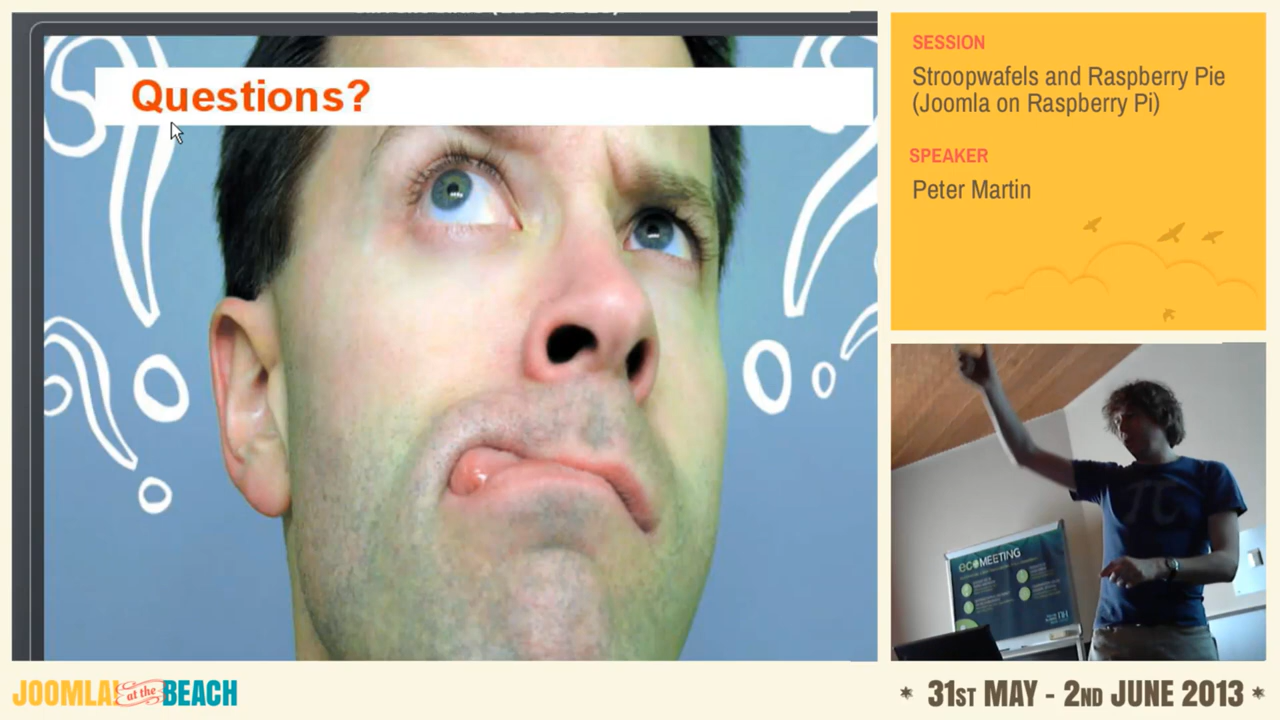 Questions?
SESSION
Stroopwafels and Raspberry Pie
(Joomla on Raspberry Pi)
SPEAKER
Peter Martin
π
ecoMEETING
nH
JOOMLA! at the BEACH
* 31ST MAY - 2ND JUNE 2013 *